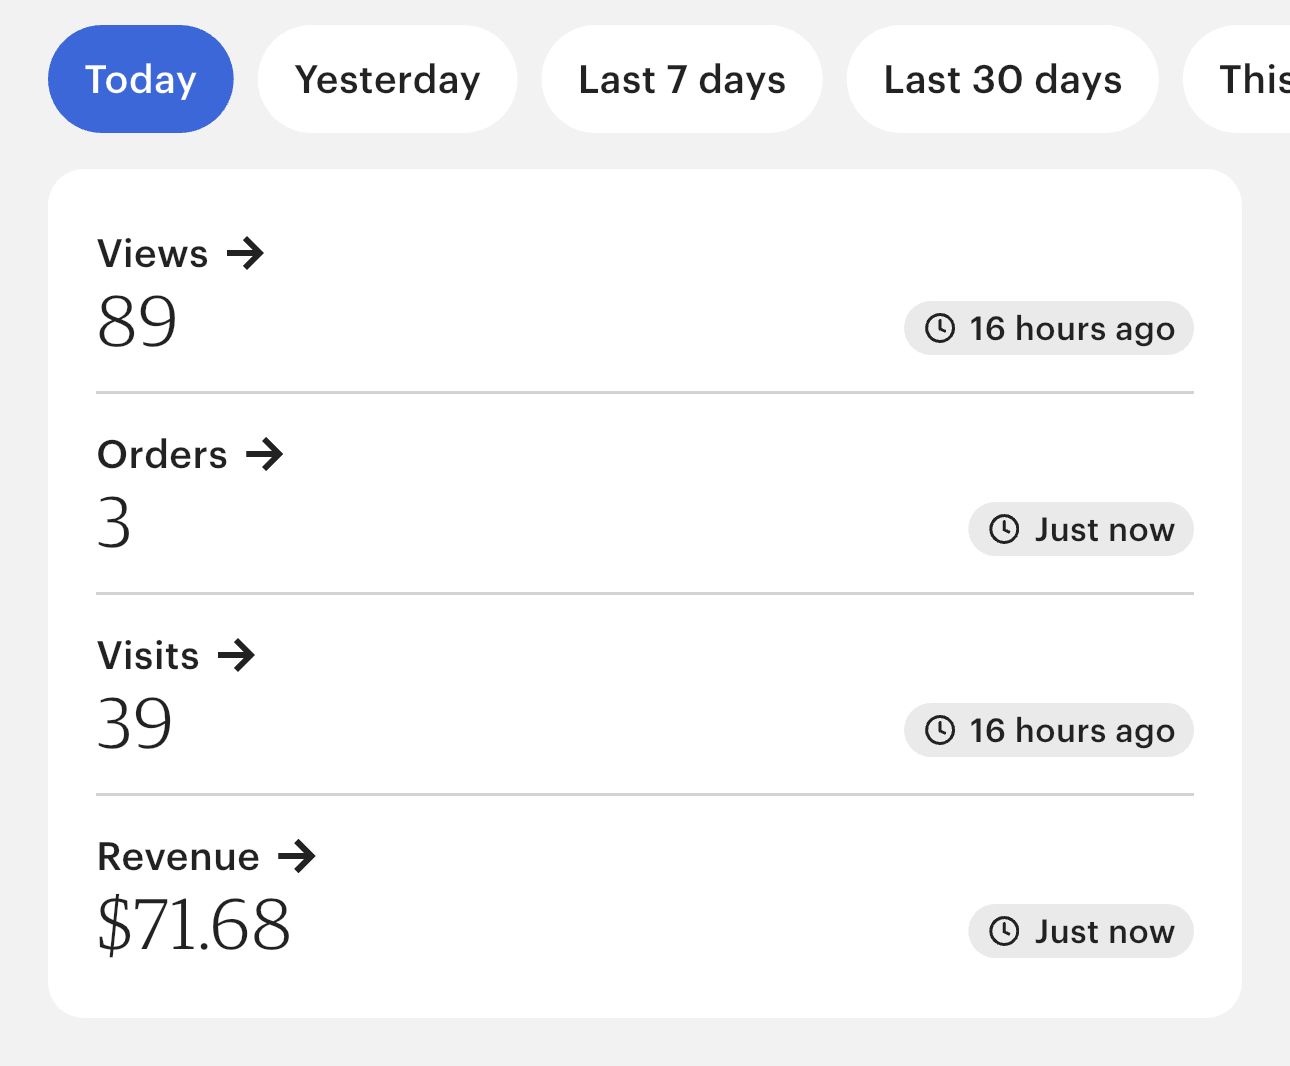 Today Yesterday Last 7 days Last 30 days This
Views →
89
16 hours ago
Orders →
3
Just now
Visits →
39
16 hours ago
Revenue →
$71.68
Just now